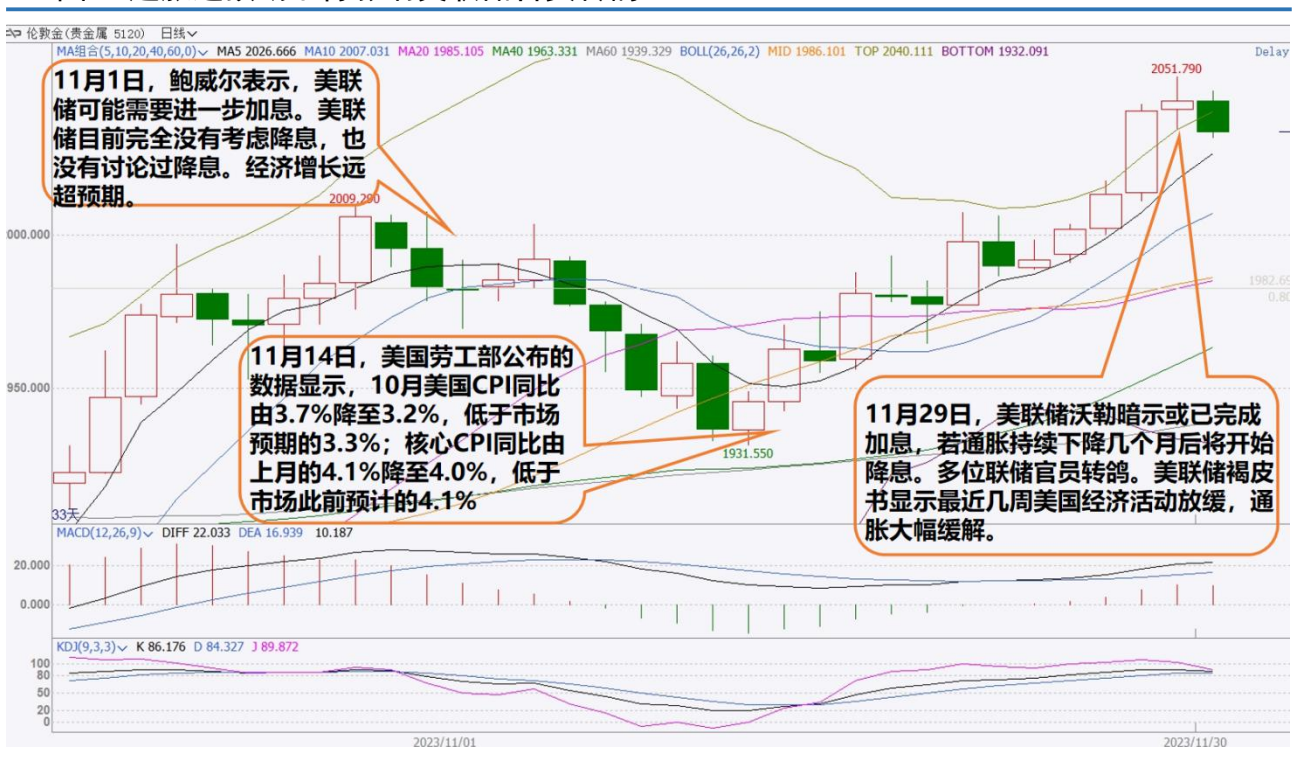 伦敦金(贵金属 5120) 日线
MA组合(5,10,20,40,60,0) MA5 2026.666 MA10 2007.031 MA20 1985.105 MA40 1963.331 MA60 1939.329 BOLL(26,26,2) MID 1986.101 TOP 2040.111 BOTTOM 1932.091 Delay
2051.790
11月1日，鲍威尔表示，美联
储可能需要进一步加息。美联
储目前完全没有考虑降息，也
没有讨论过降息。经济增长远
超预期。
2009.290
000.000
1982.69
0.80
11月14日，美国劳工部公布的
数据显示，10月美国CPI同比
由3.7%降至3.2%，低于市场
预期的3.3%；核心CPI同比由
上月的4.1%降至4.0%，低于
市场此前预计的4.1%
950.000
1931.550
11月29日，美联储沃勒暗示或已完成
加息，若通胀持续下降几个月后将开始
降息。多位联储官员转鸽。美联储褐皮
书显示最近几周美国经济活动放缓，通
胀大幅缓解。
33天
MACD(12,26,9) DIFF 22.033 DEA 16.939 10.187
20.000
0.000
KDJ(9,3,3) K 86.176 D 84.327 J 89.872
100
80
50
20
0
2023/11/01
2023/11/30